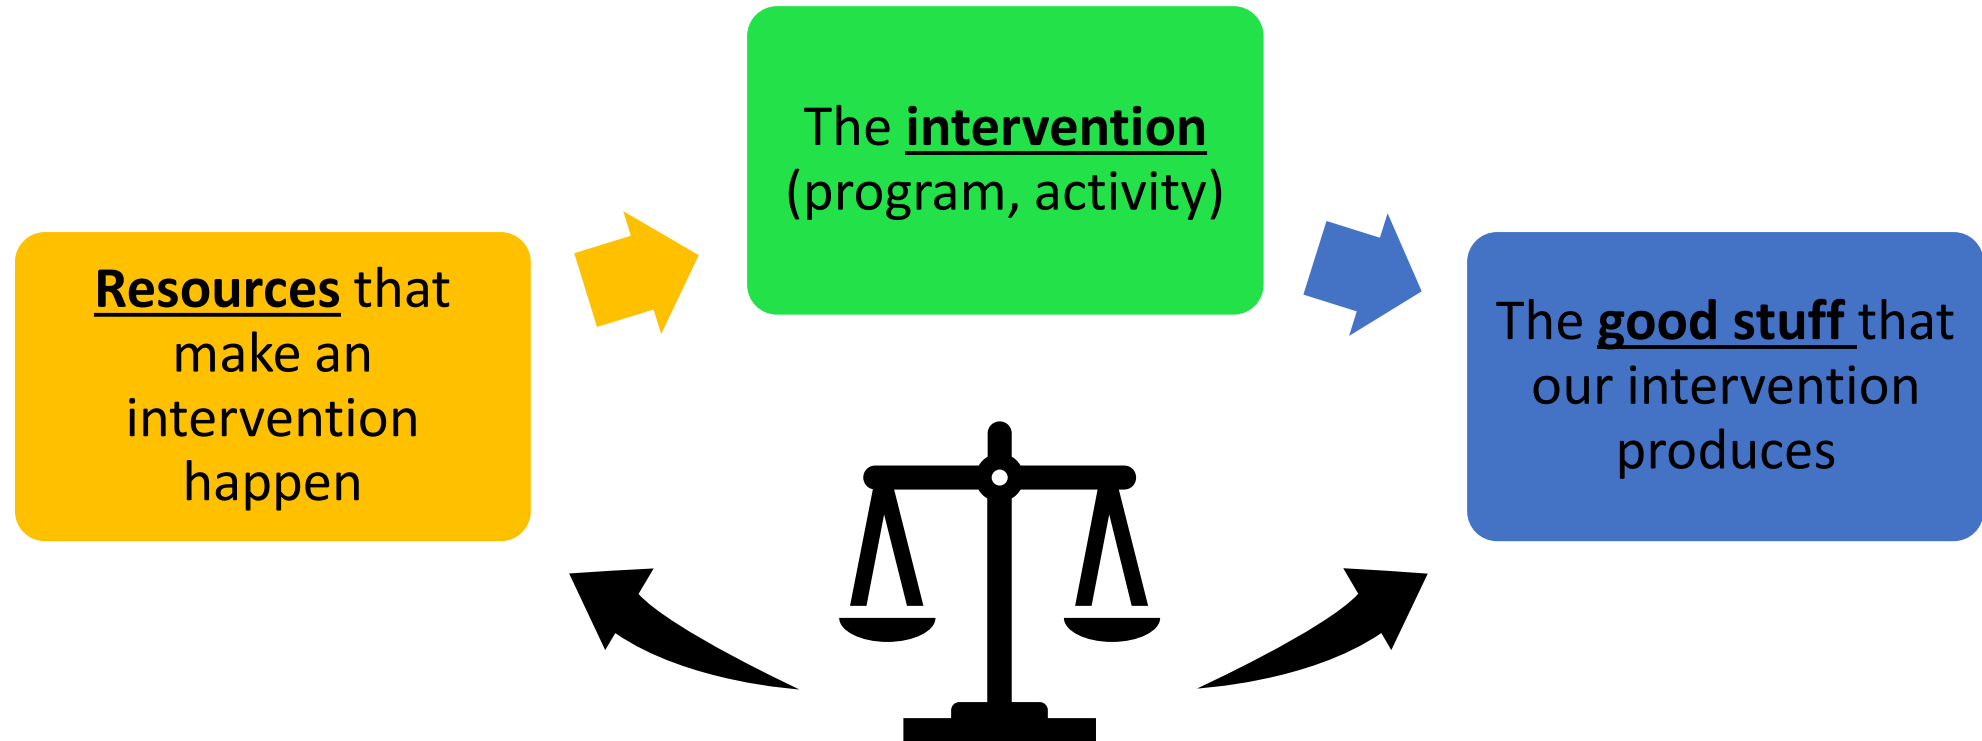 Resources that
make an
intervention
happen
The intervention
(program, activity)
The good stuff that
our intervention
produces